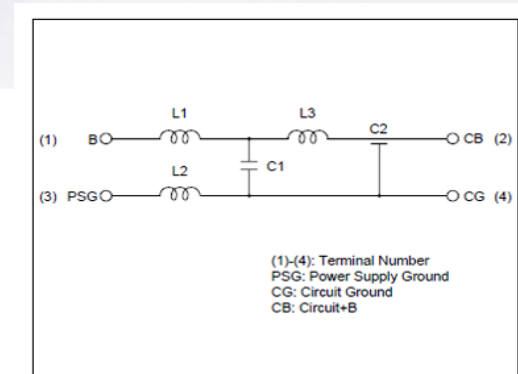 L1
L3
C2
(1) B
CB (2)
C1
L2
(3) PSG
CG (4)
(1)-(4): Terminal Number
PSG: Power Supply Ground
CG: Circuit Ground
CB: Circuit+B